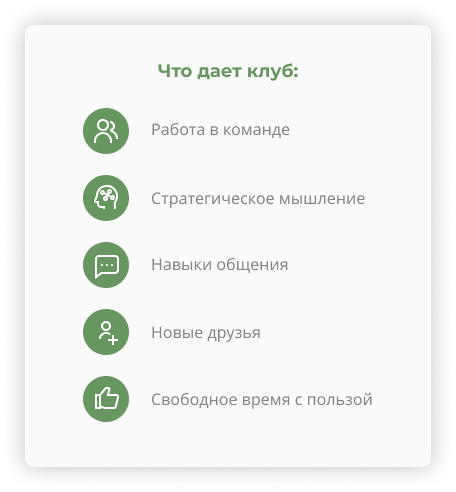 Что дает клуб:
Работа в команде
Стратегическое мышление
Навыки общения
Новые друзья
Свободное время с пользой